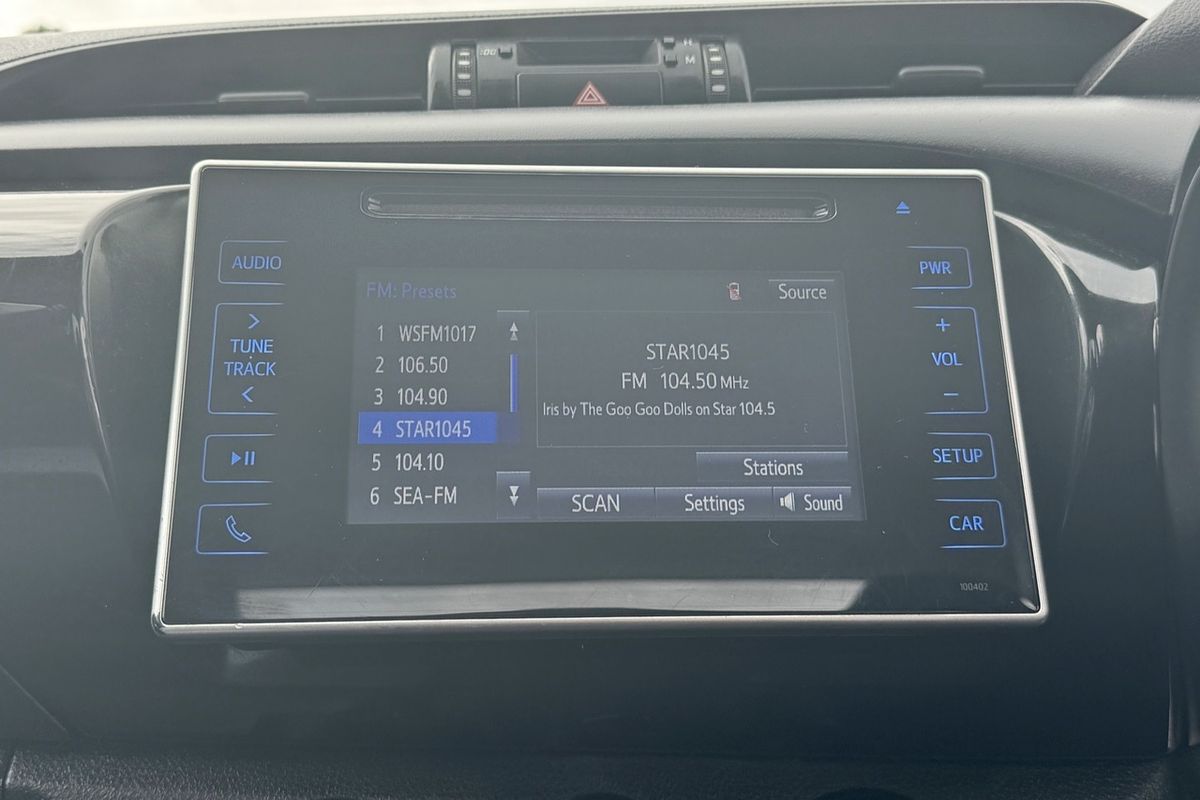 :00
H
M
AUDIO
TUNE
TRACK
FM: Presets
Source
1 WSFM1017
2 106.50
3 104.90
4 STAR1045
5 104.10
6 SEA-FM
STAR1045
FM 104.50 MHz
Iris by The Goo Goo Dolls on Star 104.5
Stations
SCAN
Settings
Sound
PWR
+
VOL
−
SETUP
CAR
100402